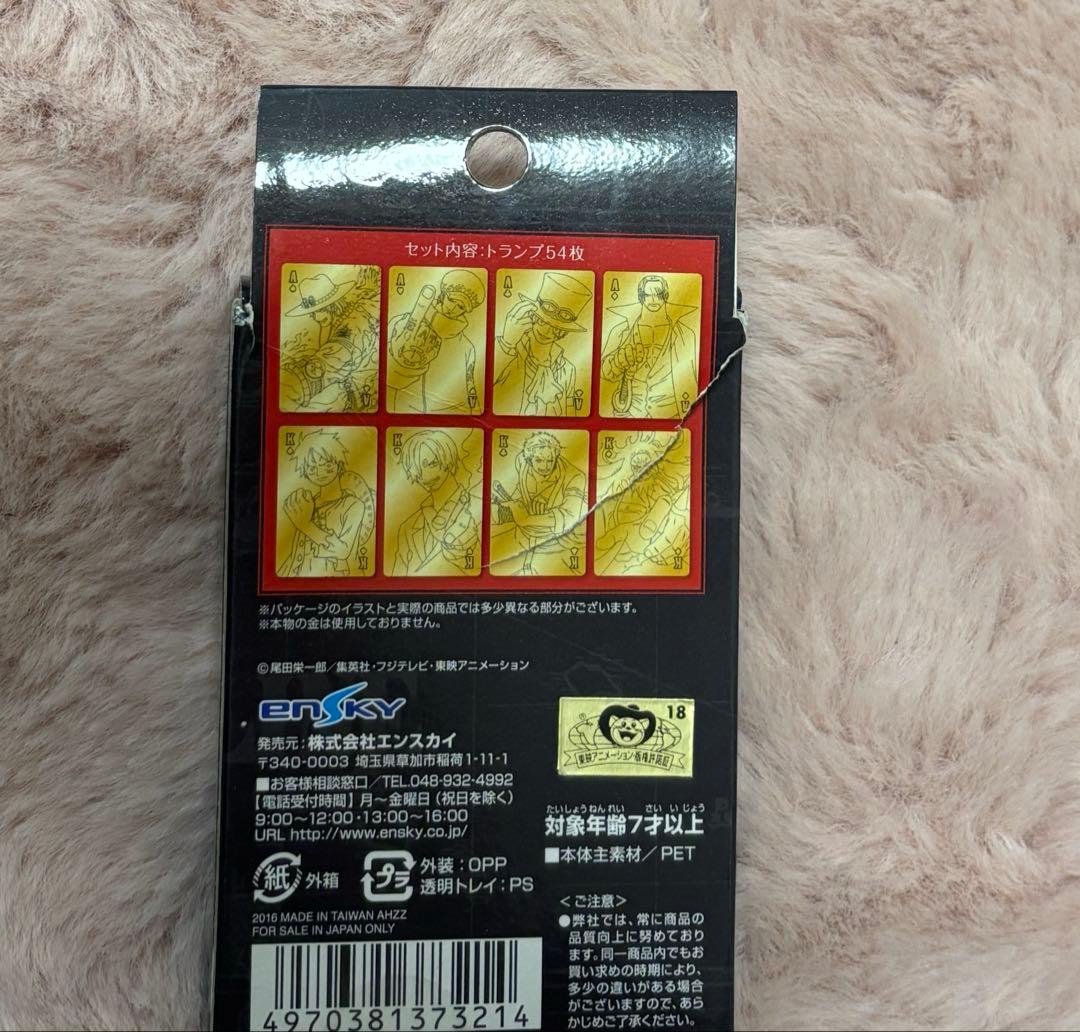 セット内容:トランプ54枚
A
A
A
A
A
A
A
A
K
K
K
K
K
K
K
K
※パッケージのイラストと実際の商品では多少異なる部分がございます。
※本物の金は使用しておりません。
©尾田栄一郎/集英社・フジテレビ・東映アニメーション
ensky
発売元:株式会社エンスカイ
〒340-0003 埼玉県草加市稲荷1-11-1
■お客様相談窓口/TEL.048-932-4992
【電話受付時間】月〜金曜日(祝日を除く)
9:00〜12:00・13:00〜16:00
URL http://www.ensky.co.jp/
紙 外箱
プラ 外装:OPP
透明トレイ:PS
2016 MADE IN TAIWAN AHZZ
FOR SALE IN JAPAN ONLY
4970381373214
18
東映アニメーション・版権許諾証
たいしょうねんれい さい いじょう
対象年齢7才以上
■本体主素材/PET
<ご注意>
●弊社では、常に商品の
品質向上に努めており
ます。同一商品内でもお
買い求めの時期により、
多少の違いがある場合
がございますので、あら
かじめご了承ください。